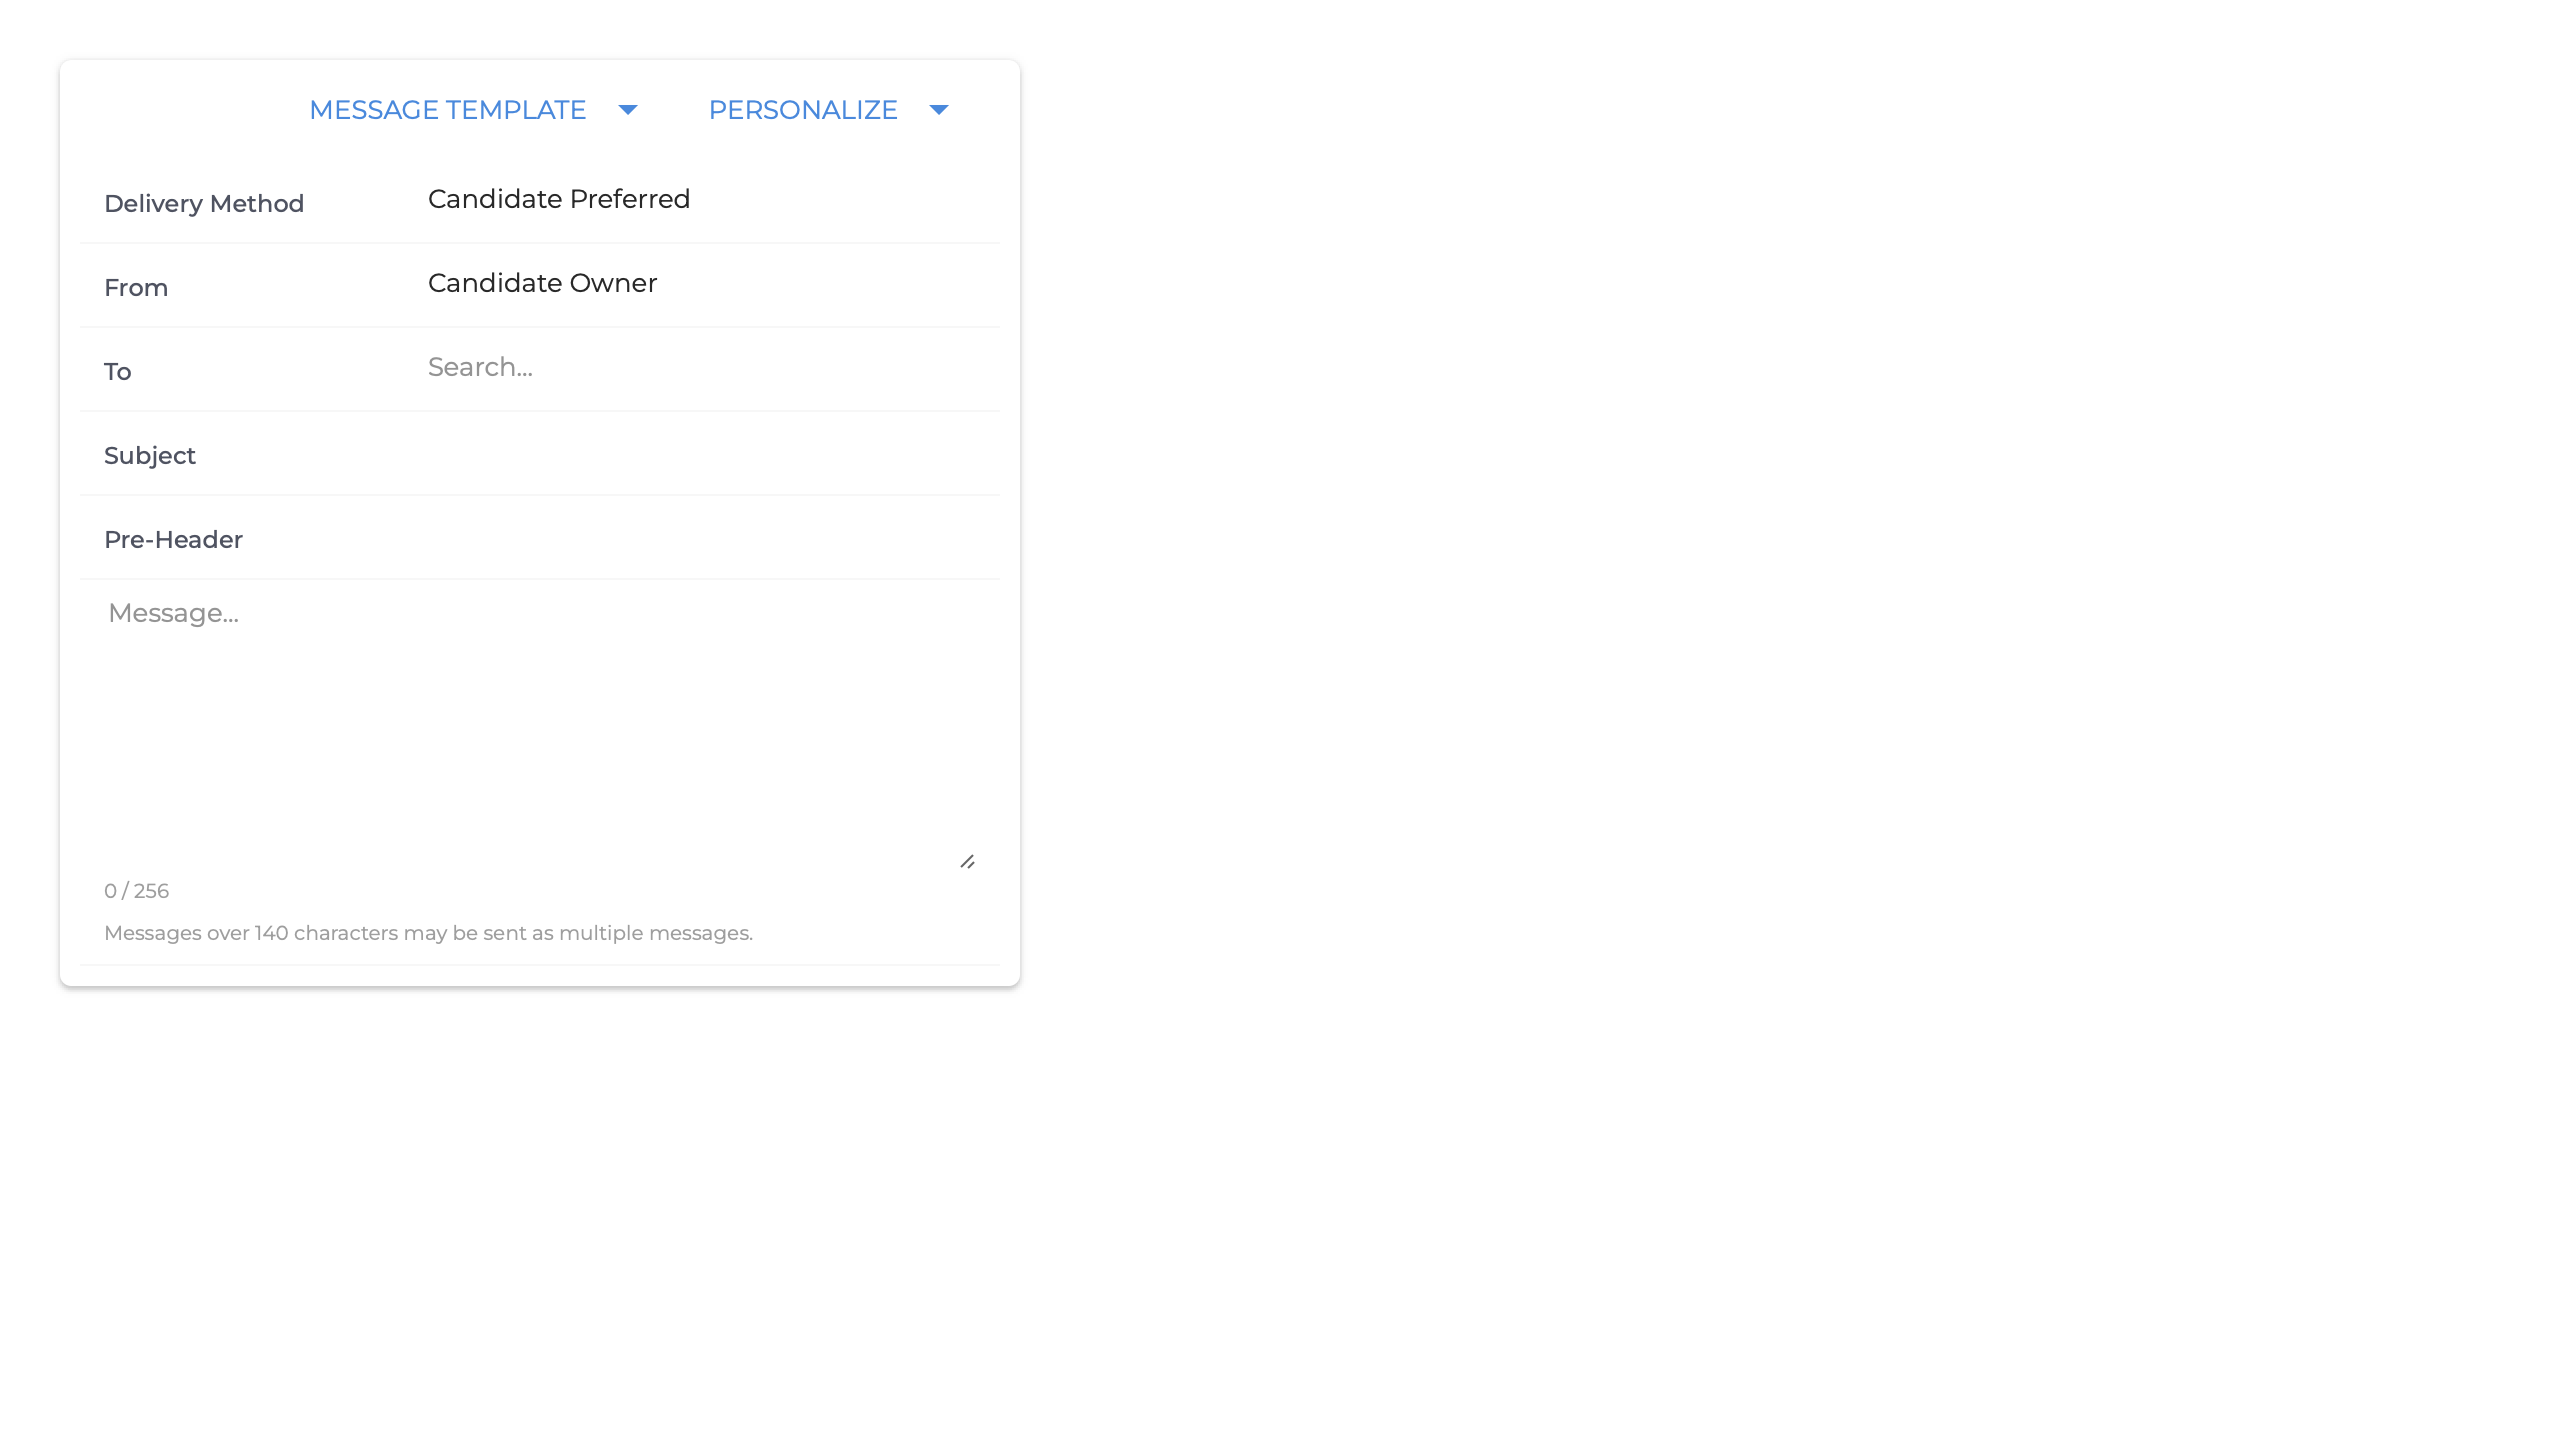 MESSAGE TEMPLATE PERSONALIZE
Delivery Method Candidate Preferred
From Candidate Owner
To Search...
Subject
Pre-Header
Message...
0 / 256
Messages over 140 characters may be sent as multiple messages.